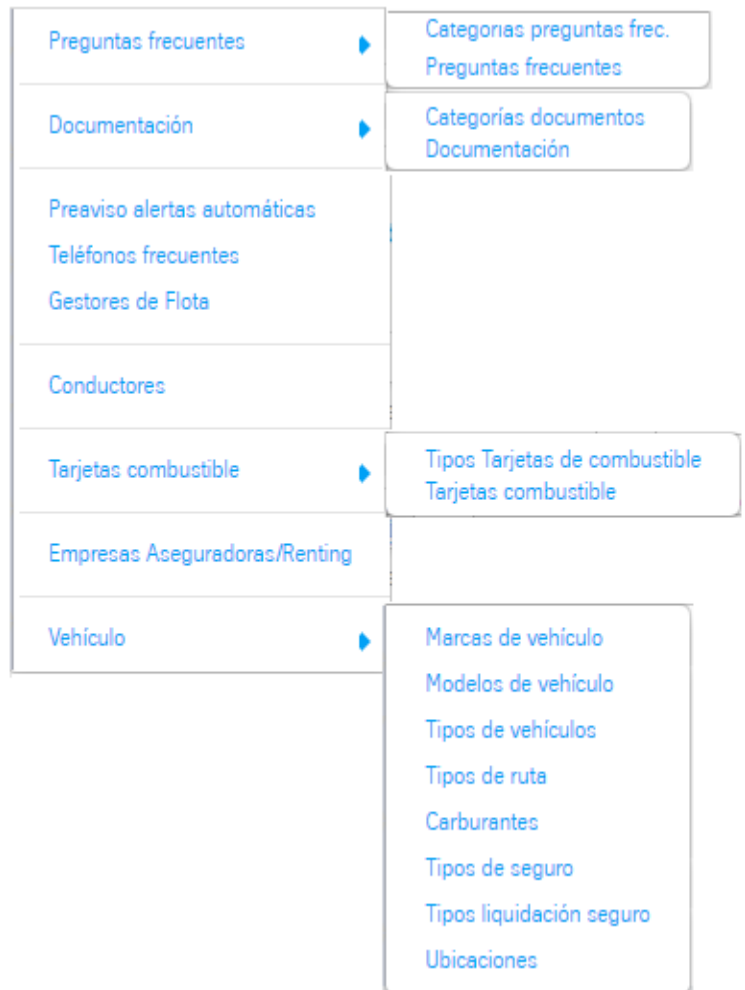 Preguntas frecuentes
Categorías preguntas frec.
Preguntas frecuentes
Documentación
Categorías documentos
Documentación
Preaviso alertas automáticas
Teléfonos frecuentes
Gestores de Flota
Conductores
Tarjetas combustible
Tipos Tarjetas de combustible
Tarjetas combustible
Empresas Aseguradoras/Renting
Vehículo
Marcas de vehículo
Modelos de vehículo
Tipos de vehículos
Tipos de ruta
Carburantes
Tipos de seguro
Tipos liquidación seguro
Ubicaciones